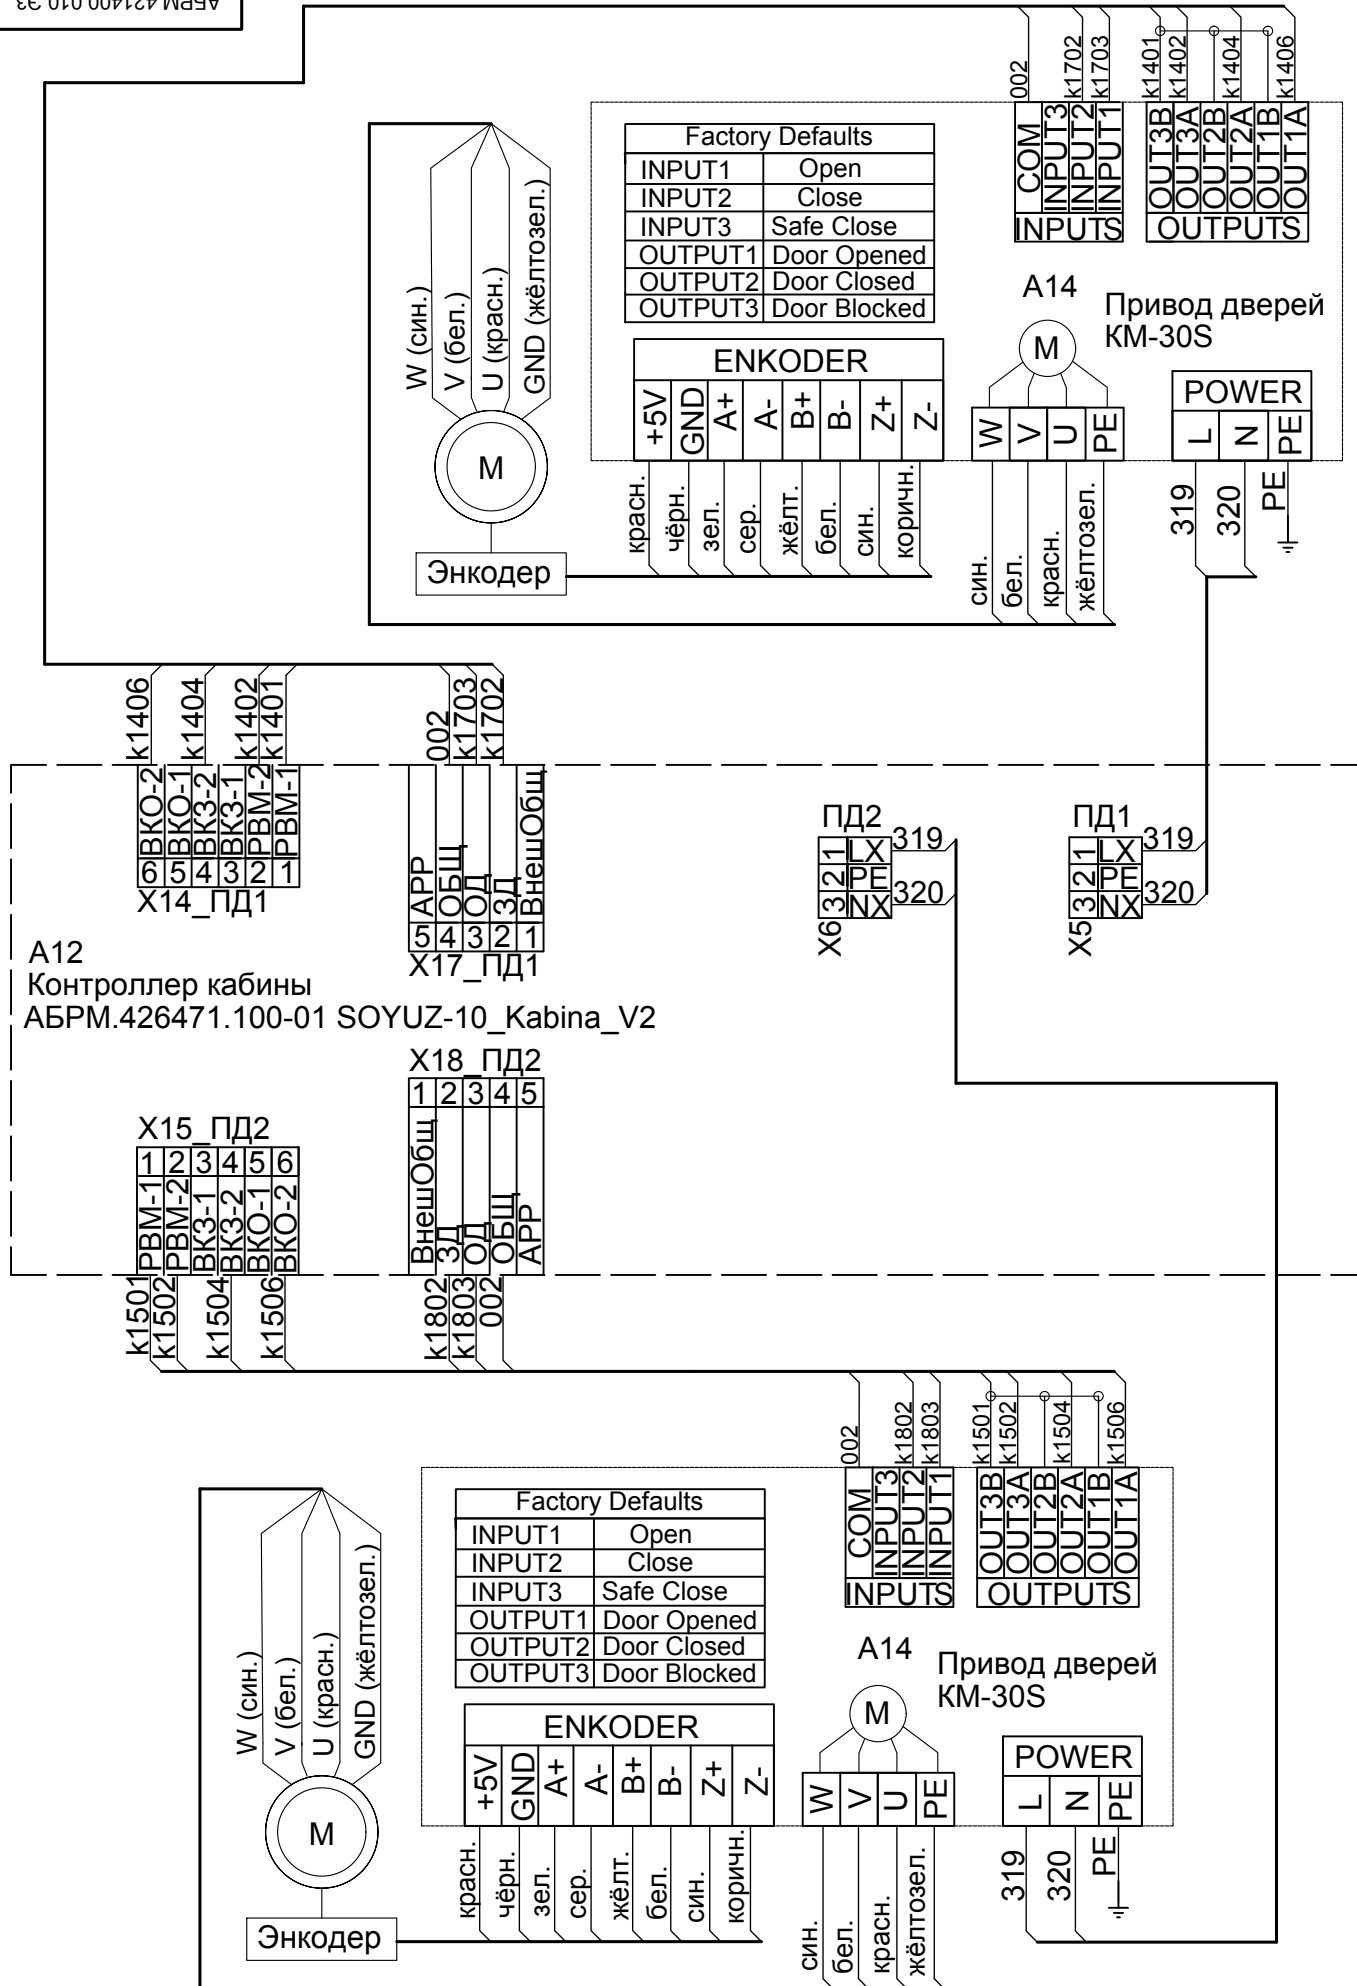 АБРМ.421400.010 Э3
002
k1702
k1703
k1401
k1402
k1404
k1406
COM
INPUT3
INPUT2
INPUT1
INPUTS
OUT3B
OUT3A
OUT2B
OUT2A
OUT1B
OUT1A
OUTPUTS
Factory Defaults
INPUT1 Open
INPUT2 Close
INPUT3 Safe Close
OUTPUT1 Door Opened
OUTPUT2 Door Closed
OUTPUT3 Door Blocked
W (син.)
V (бел.)
U (красн.)
GND (жёлтозел.)
M
Энкодер
A14
Привод дверей
КМ-30S
M
ENKODER
+5V
GND
A+
A-
B+
B-
Z+
Z-
W
V
U
PE
POWER
L
N
PE
красн.
чёрн.
зел.
сер.
жёлт.
бел.
син.
коричн.
син.
бел.
красн.
жёлтозел.
319
320
PE
k1406
k1404
k1402
k1401
002
k1703
k1702
ВКО-2
ВКО-1
ВКЗ-2
ВКЗ-1
РВМ-2
РВМ-1
6 5 4 3 2 1
X14_ПД1
АРР
ОБЩ
ОД
ЗД
ВнешОбщ
5 4 3 2 1
X17_ПД1
ПД2
1 LX 319
2 PE
3 NX 320
X6
ПД1
1 LX 319
2 PE
3 NX 320
X5
A12
Контроллер кабины
АБРМ.426471.100-01 SOYUZ-10_Kabina_V2
X18_ПД2
1 2 3 4 5
ВнешОбщ
ЗД
ОД
ОБЩ
АРР
X15_ПД2
1 2 3 4 5 6
РВМ-1
РВМ-2
ВКЗ-1
ВКЗ-2
ВКО-1
ВКО-2
k1501
k1502
k1504
k1506
k1802
k1803
002
002
k1802
k1803
k1501
k1502
k1504
k1506
COM
INPUT3
INPUT2
INPUT1
INPUTS
OUT3B
OUT3A
OUT2B
OUT2A
OUT1B
OUT1A
OUTPUTS
Factory Defaults
INPUT1 Open
INPUT2 Close
INPUT3 Safe Close
OUTPUT1 Door Opened
OUTPUT2 Door Closed
OUTPUT3 Door Blocked
W (син.)
V (бел.)
U (красн.)
GND (жёлтозел.)
M
Энкодер
A14
Привод дверей
КМ-30S
M
ENKODER
+5V
GND
A+
A-
B+
B-
Z+
Z-
W
V
U
PE
POWER
L
N
PE
красн.
чёрн.
зел.
сер.
жёлт.
бел.
син.
коричн.
син.
бел.
красн.
жёлтозел.
319
320
PE